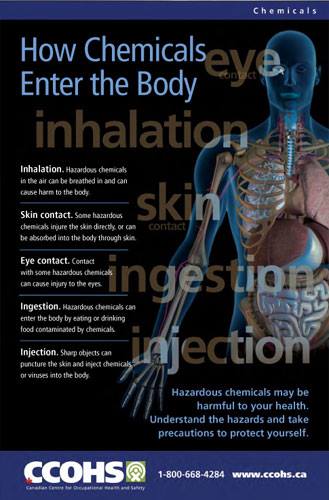 Chemicals
How Chemicals
Enter the Body
eye
contact
inhalation
Inhalation. Hazardous chemicals
in the air can be breathed in and can
cause harm to the body.
skin
contact
Skin contact. Some hazardous
chemicals injure the skin directly, or can
be absorbed into the body through skin.
Eye contact. Contact
with some hazardous chemicals
can cause injury to the eyes.
ingestion
Ingestion. Hazardous chemicals can
enter the body by eating or drinking
food contaminated by chemicals.
injection
Injection. Sharp objects can
puncture the skin and inject chemicals
or viruses into the body.
Hazardous chemicals may be
harmful to your health.
Understand the hazards and take
precautions to protect yourself.
CCOHS
Canadian Centre for Occupational Health and Safety
1-800-668-4284 www.ccohs.ca